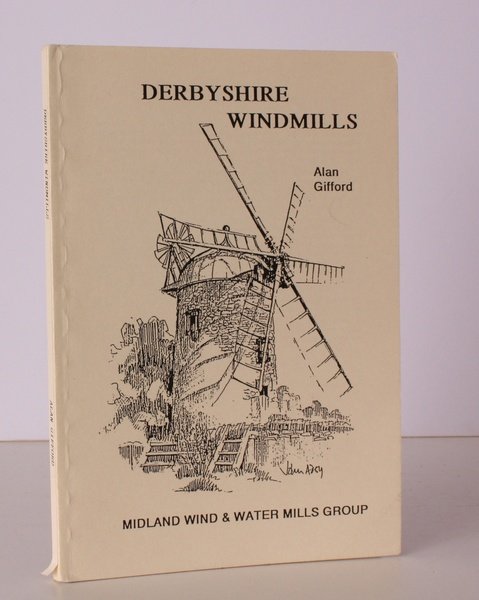 DERBYSHIRE
WINDMILLS
Alan
Gifford
MIDLAND WIND & WATER MILLS GROUP
DERBYSHIRE WINDMILLS
ALAN GIFFORD